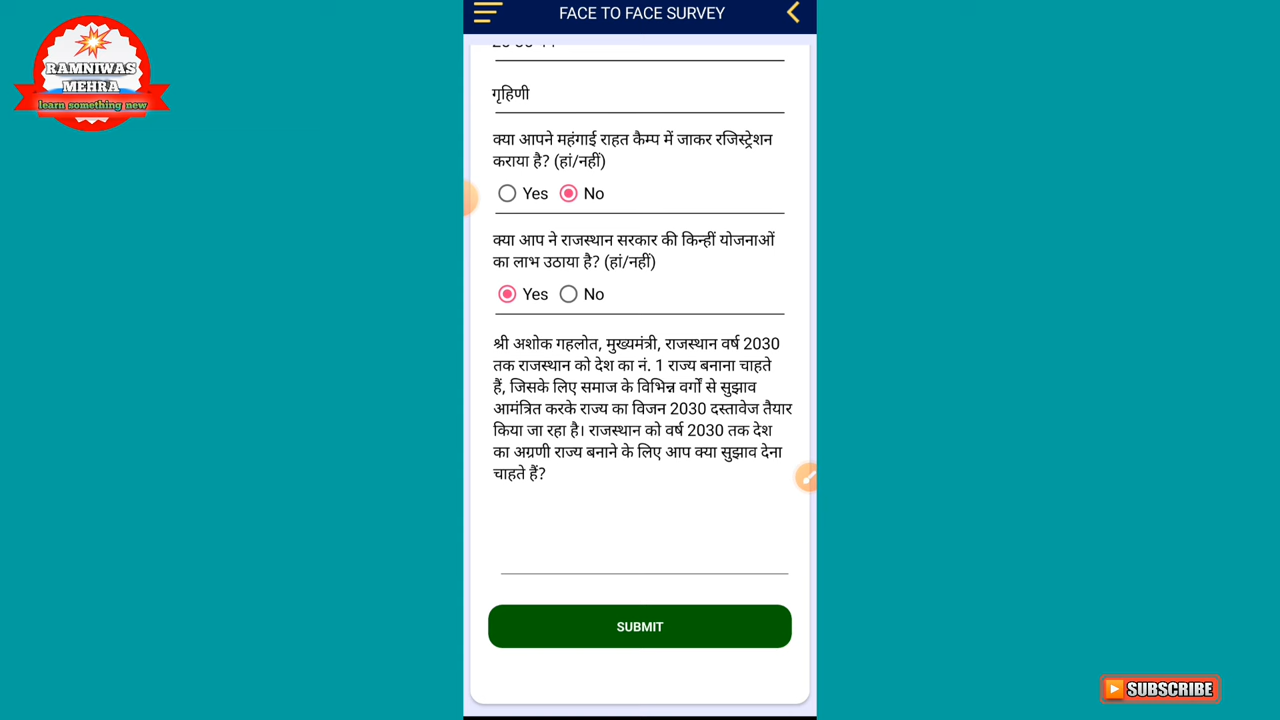 FACE TO FACE SURVEY
RAMNIWAS
MEHRA
learn something new
गृहिणी
क्या आपने महंगाई राहत कैम्प में जाकर रजिस्ट्रेशन
कराया है? (हां/नहीं)
Yes No
क्या आप ने राजस्थान सरकार की किन्हीं योजनाओं
का लाभ उठाया है? (हां/नहीं)
Yes No
श्री अशोक गहलोत, मुख्यमंत्री, राजस्थान वर्ष 2030
तक राजस्थान को देश का नं. 1 राज्य बनाना चाहते
हैं, जिसके लिए समाज के विभिन्न वर्गों से सुझाव
आमंत्रित करके राज्य का विजन 2030 दस्तावेज तैयार
किया जा रहा है। राजस्थान को वर्ष 2030 तक देश
का अग्रणी राज्य बनाने के लिए आप क्या सुझाव देना
चाहते हैं?
SUBMIT
SUBSCRIBE